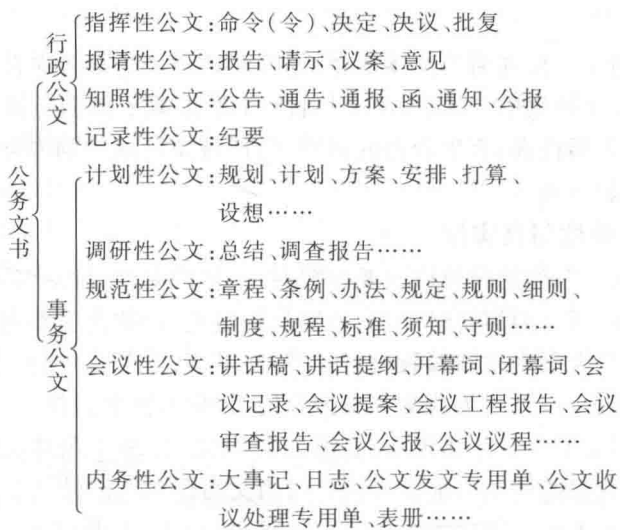 公务文书
行政公文
指挥性公文:命令(令)、决定、决议、批复
报请性公文:报告、请示、议案、意见
知照性公文:公告、通告、通报、函、通知、公报
记录性公文:纪要
事务公文
计划性公文:规划、计划、方案、安排、打算、
设想……
调研性公文:总结、调查报告……
规范性公文:章程、条例、办法、规定、规则、细则、
制度、规程、标准、须知、守则……
会议性公文:讲话稿、讲话提纲、开幕词、闭幕词、会
议记录、会议提案、会议工程报告、会议
审查报告、会议公报、公议议程……
内务性公文:大事记、日志、公文发文专用单、公文收
议处理专用单、表册……